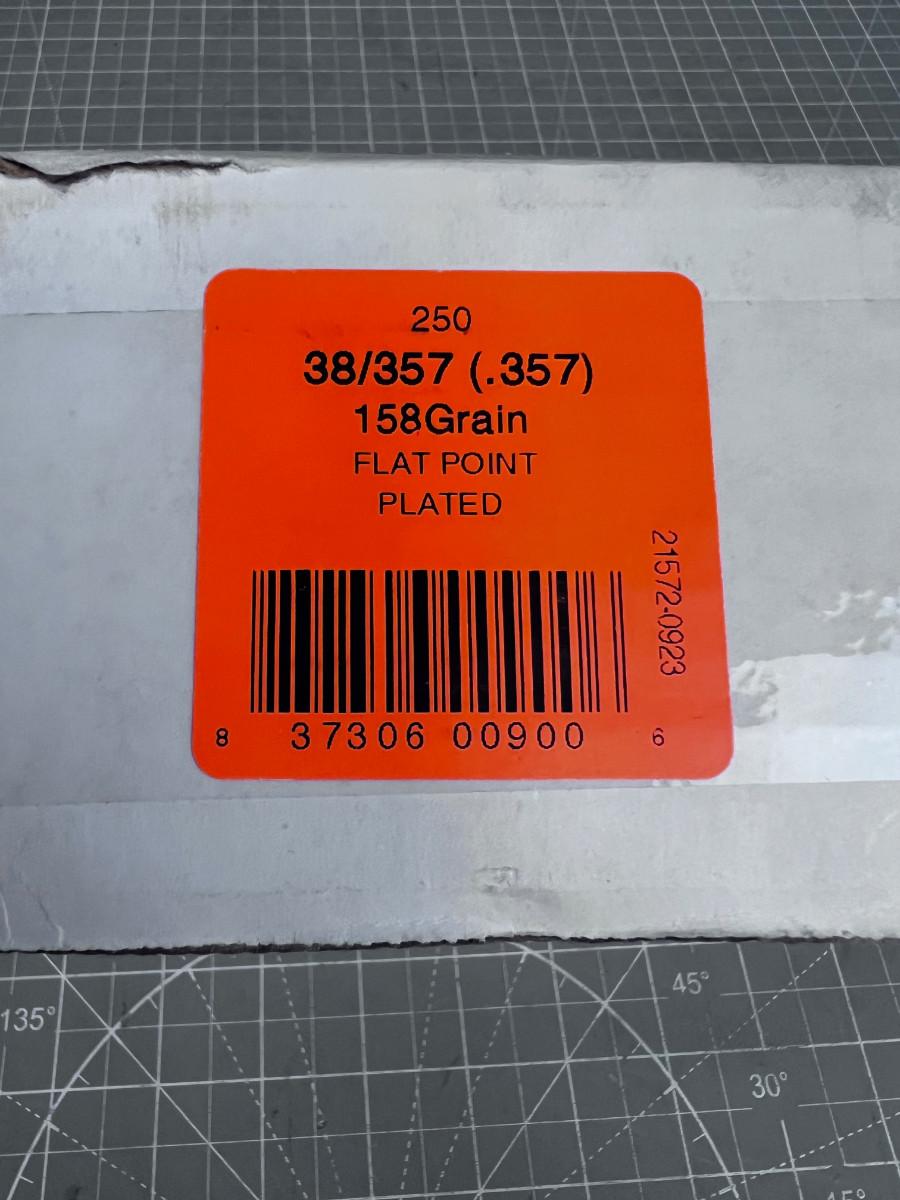 250
38/357 (.357)
158Grain
FLAT POINT
PLATED
21572-0923
8 37306 00900 6
135°
45°
30°